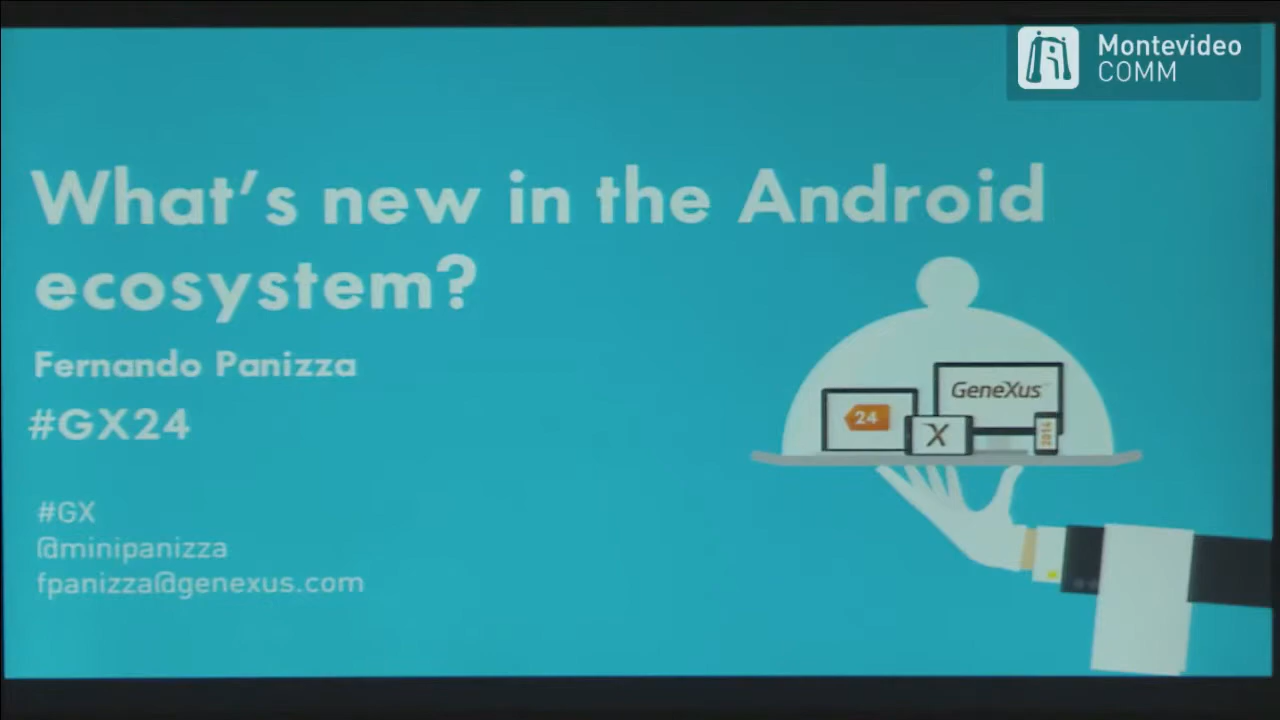 Montevideo
COMM
What's new in the Android
ecosystem?
Fernando Panizza
#GX24
GeneXus
24
X
2014
#GX
@minipanizza
fpanizza@genexus.com